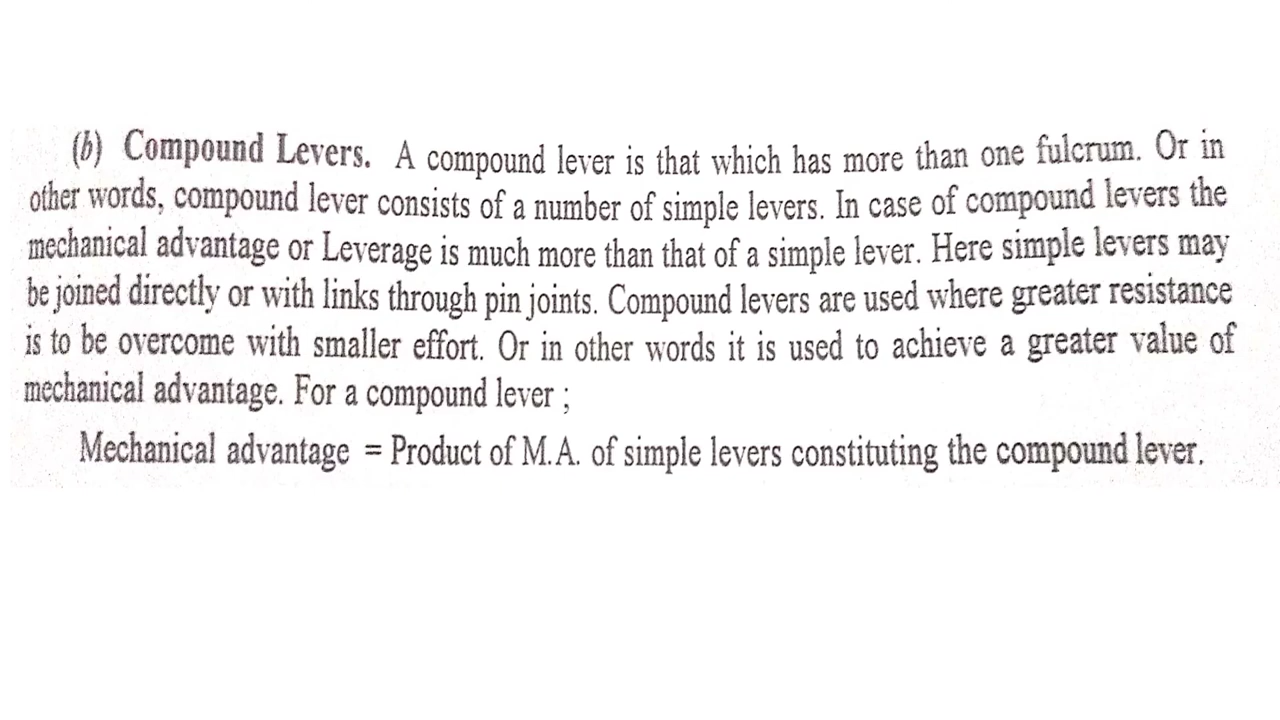 (b) Compound Levers. A compound lever is that which has more than one fulcrum. Or in
other words, compound lever consists of a number of simple levers. In case of compound levers the
mechanical advantage or Leverage is much more than that of a simple lever. Here simple levers may
be joined directly or with links through pin joints. Compound levers are used where greater resistance
is to be overcome with smaller effort. Or in other words it is used to achieve a greater value of
mechanical advantage. For a compound lever ;
Mechanical advantage = Product of M.A. of simple levers constituting the compound lever.